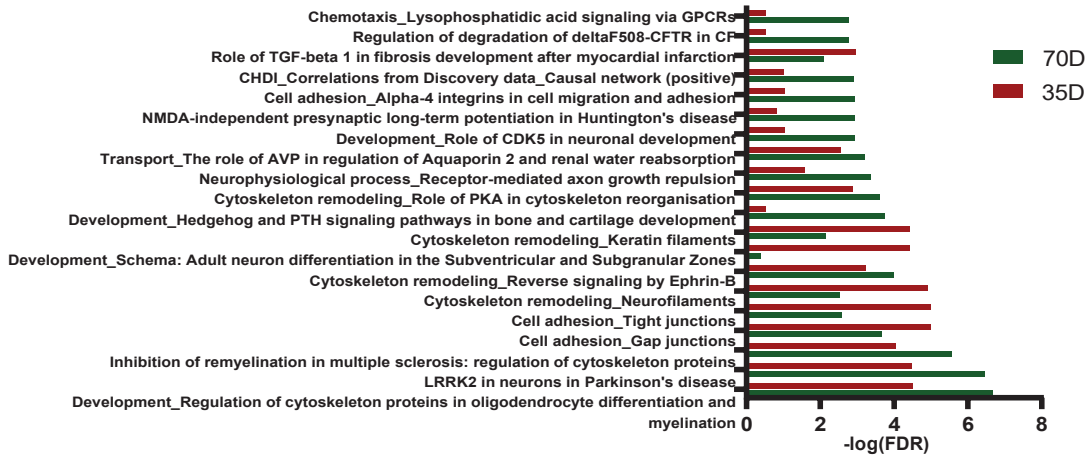 Chemotaxis_Lysophosphatidic acid signaling via GPCRs
Regulation of degradation of deltaF508-CFTR in CF
Role of TGF-beta 1 in fibrosis development after myocardial infarction
CHDI_Correlations from Discovery data_Causal network (positive)
Cell adhesion_Alpha-4 integrins in cell migration and adhesion
NMDA-independent presynaptic long-term potentiation in Huntington's disease
Development_Role of CDK5 in neuronal development
Transport_The role of AVP in regulation of Aquaporin 2 and renal water reabsorption
Neurophysiological process_Receptor-mediated axon growth repulsion
Cytoskeleton remodeling_Role of PKA in cytoskeleton reorganisation
Development_Hedgehog and PTH signaling pathways in bone and cartilage development
Cytoskeleton remodeling_Keratin filaments
Development_Schema: Adult neuron differentiation in the Subventricular and Subgranular Zones
Cytoskeleton remodeling_Reverse signaling by Ephrin-B
Cytoskeleton remodeling_Neurofilaments
Cell adhesion_Tight junctions
Cell adhesion_Gap junctions
Inhibition of remyelination in multiple sclerosis: regulation of cytoskeleton proteins
LRRK2 in neurons in Parkinson's disease
Development_Regulation of cytoskeleton proteins in oligodendrocyte differentiation and
myelination
0 2 4 6 8
-log(FDR)
70D
35D